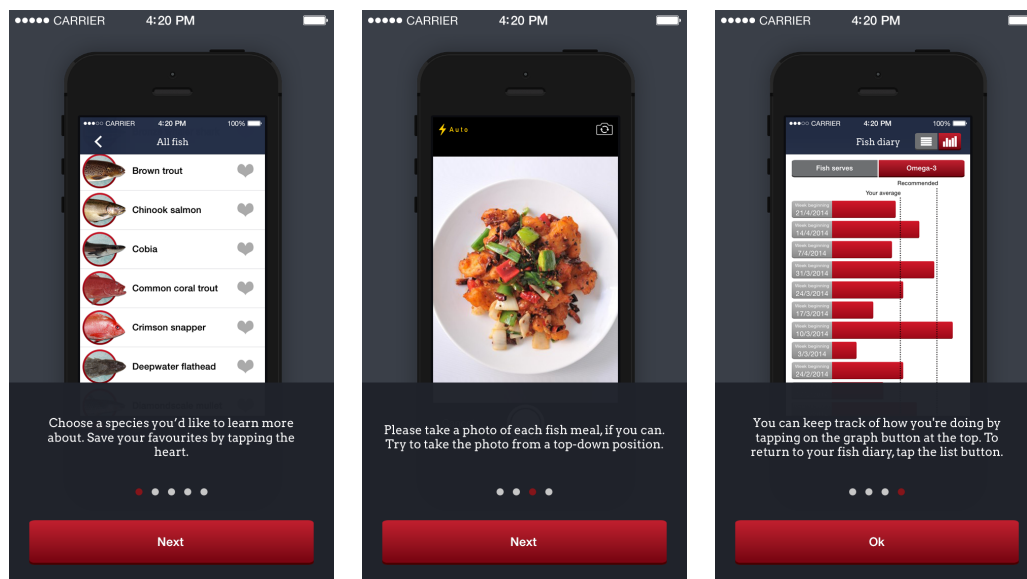 CARRIER 4:20 PM
CARRIER 4:20 PM 100%
All fish
Brown trout
Chinook salmon
Cobia
Common coral trout
Crimson snapper
Deepwater flathead
Choose a species you’d like to learn more
about. Save your favourites by tapping the
heart.
Next
CARRIER 4:20 PM
Auto
Please take a photo of each fish meal, if you can.
Try to take the photo from a top-down position.
Next
CARRIER 4:20 PM
CARRIER 4:20 PM 100%
Fish diary
Fish serves Omega-3
Recommended
Your average
Week beginning
21/4/2014
Week beginning
14/4/2014
Week beginning
7/4/2014
Week beginning
31/3/2014
Week beginning
24/3/2014
Week beginning
17/3/2014
Week beginning
10/3/2014
Week beginning
3/3/2014
Week beginning
24/2/2014
You can keep track of how you're doing by
tapping on the graph button at the top. To
return to your fish diary, tap the list button.
Ok